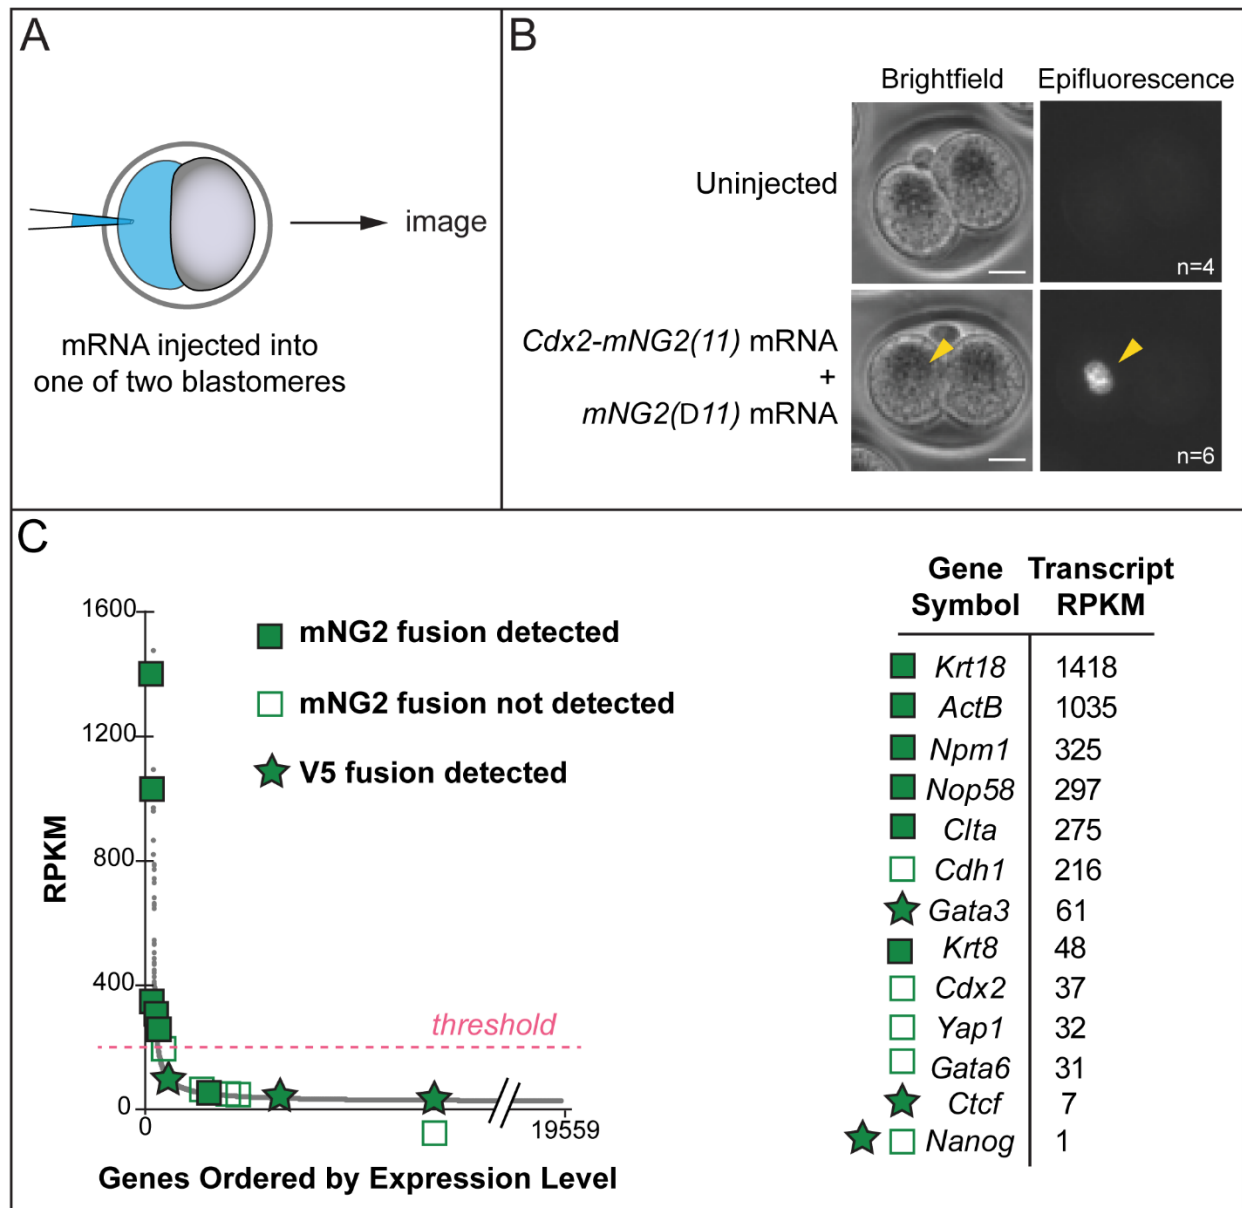 A
image
mRNA injected into
one of two blastomeres
B
Brightfield Epifluorescence
Uninjected
n=4
Cdx2-mNG2(11) mRNA
+
mNG2(D11) mRNA
n=6
C
1600
1200
800
400
0
RPKM
mNG2 fusion detected
mNG2 fusion not detected
V5 fusion detected
threshold
0
19559
Genes Ordered by Expression Level
Gene Transcript
Symbol RPKM
Krt18 1418
ActB 1035
Npm1 325
Nop58 297
Clta 275
Cdh1 216
Gata3 61
Krt8 48
Cdx2 37
Yap1 32
Gata6 31
Ctcf 7
Nanog 1